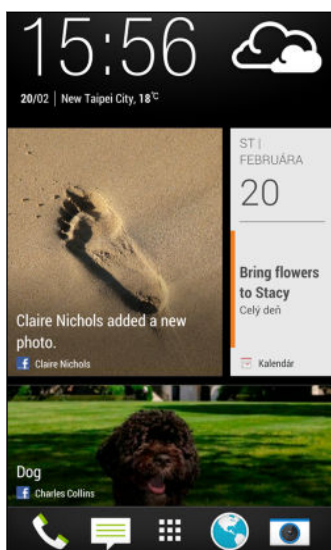 15:56
20/02 | New Taipei City, 18°C
ST |
FEBRUÁRA
20
Bring flowers
to Stacy
Celý deň
Kalendár
Claire Nichols added a new
photo.
f Claire Nichols
Dog
f Charles Collins